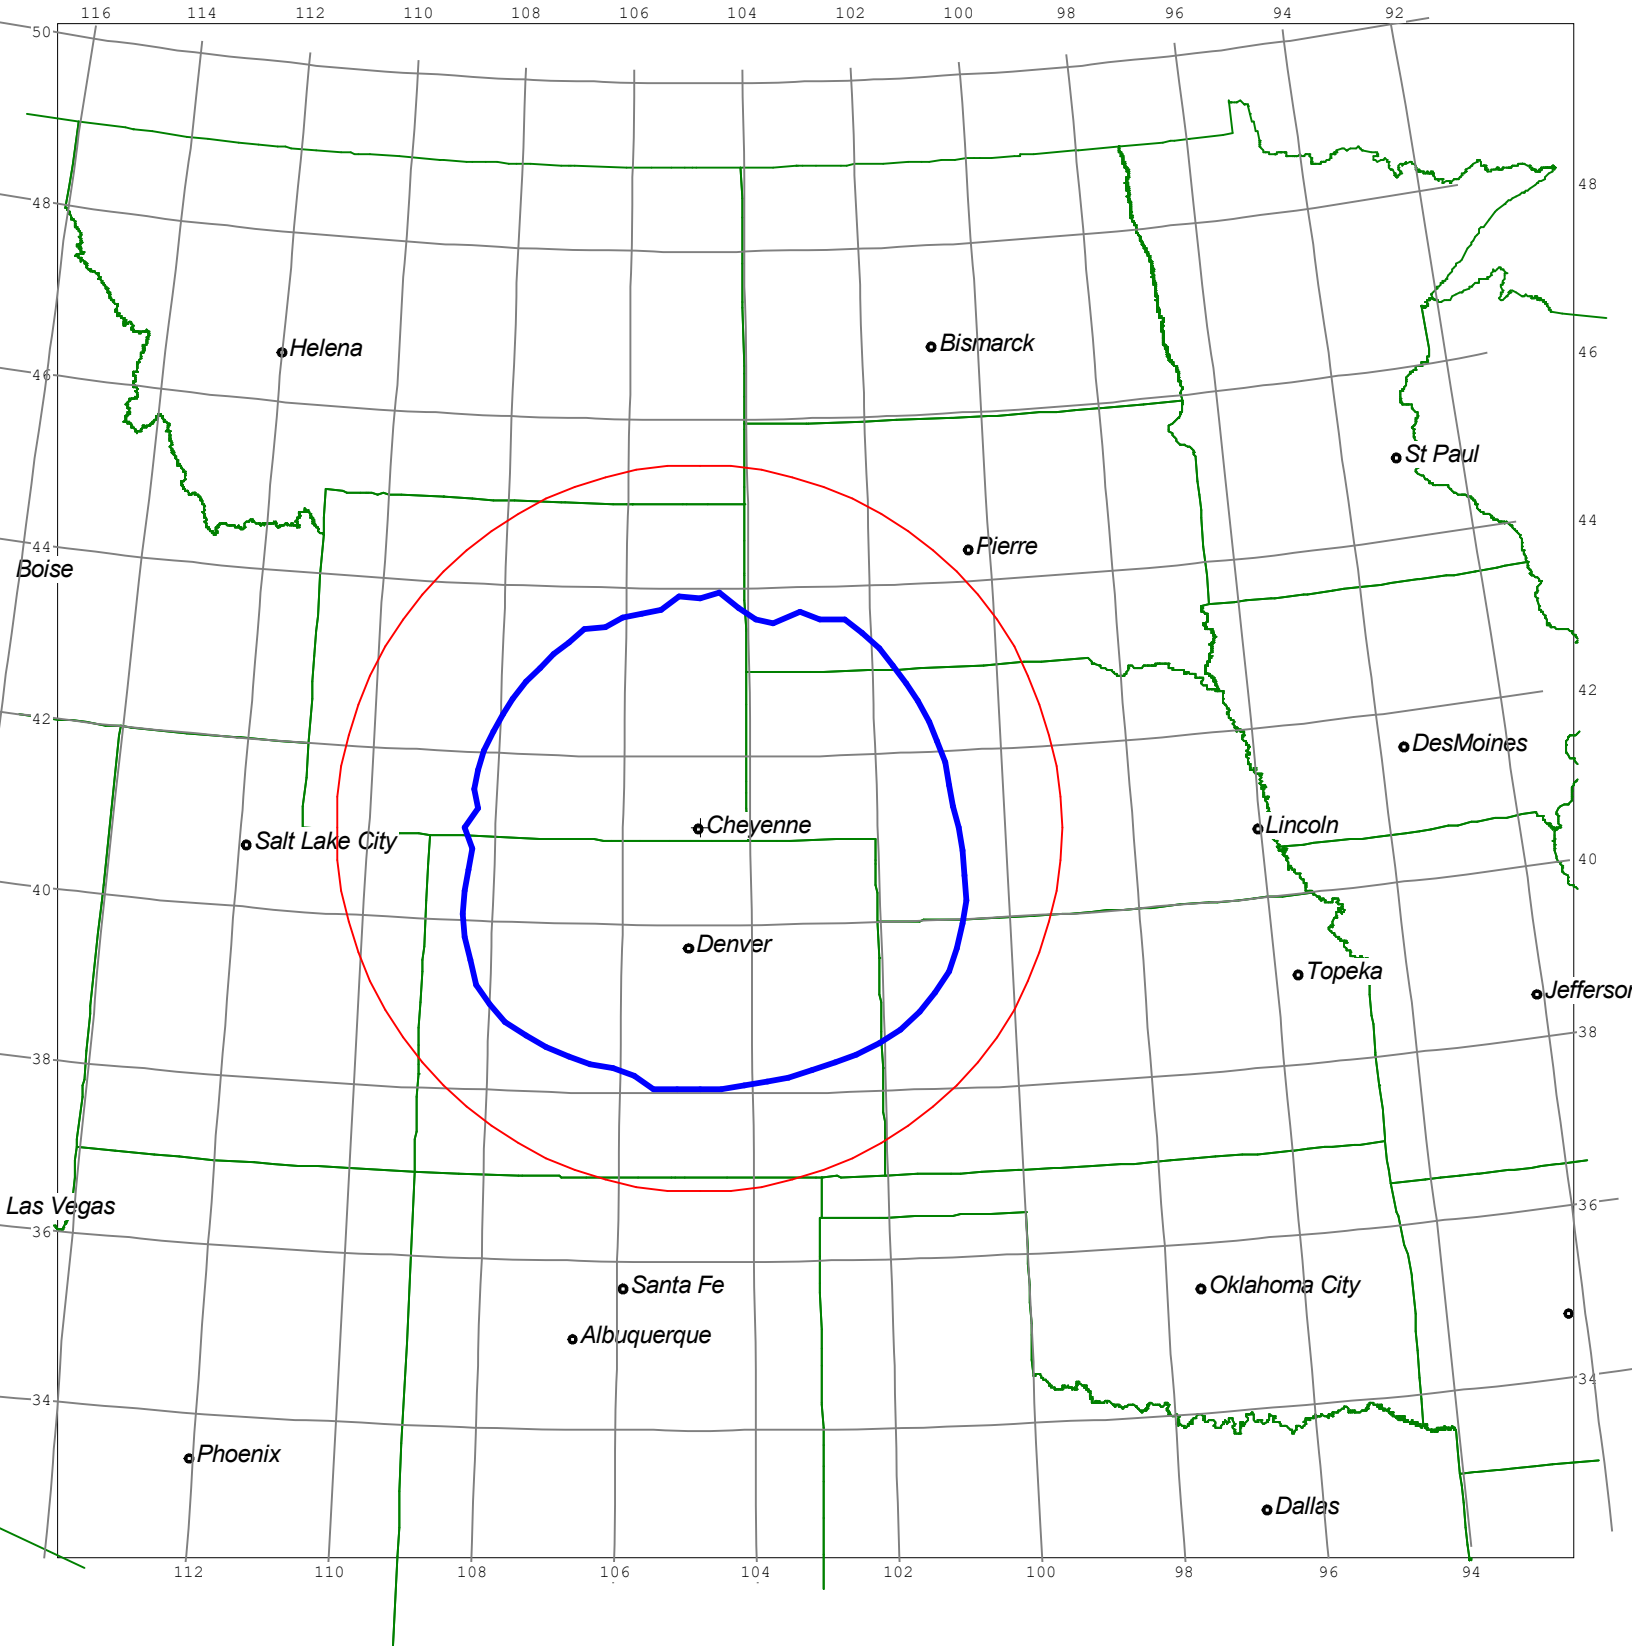 116 114 112 110 108 106 104 102 100 98 96 94 92
50
48 48
Helena Bismarck
46 46
St Paul
44 44
Pierre
Boise
42 42
DesMoines
Cheyenne Lincoln
Salt Lake City
40 40
Denver
Topeka
Jefferson
38 38
Las Vegas
36 36
Santa Fe Oklahoma City
Albuquerque
34 34
Phoenix
Dallas
112 110 108 106 104 102 100 98 96 94